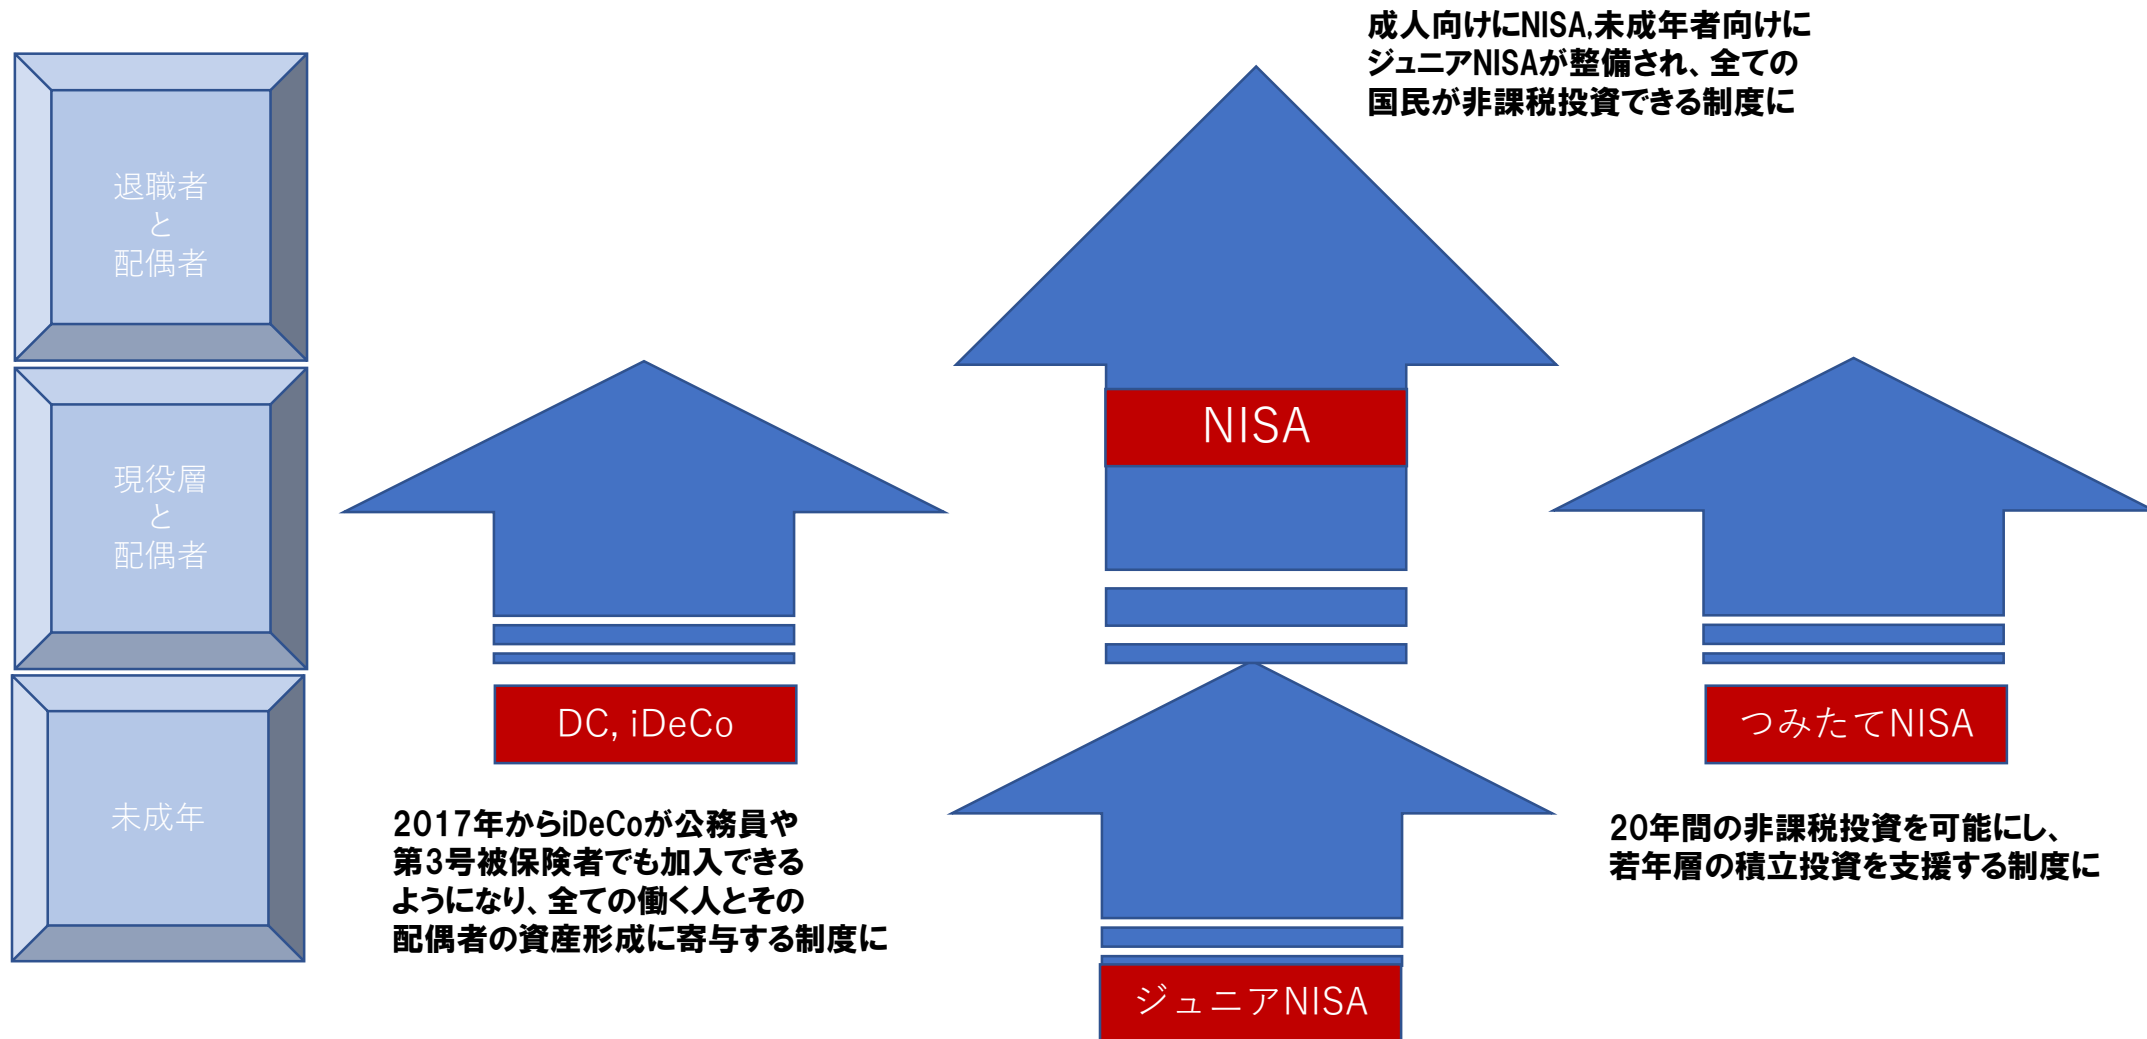 成人向けにNISA,未成年者向けに
ジュニアNISAが整備され、全ての
国民が非課税投資できる制度に
退職者
と
配偶者
現役層
と
配偶者
未成年
NISA
DC, iDeCo
つみたてNISA
2017年からiDeCoが公務員や
第3号被保険者でも加入できる
ようになり、全ての働く人とその
配偶者の資産形成に寄与する制度に
20年間の非課税投資を可能にし、
若年層の積立投資を支援する制度に
ジュニアNISA